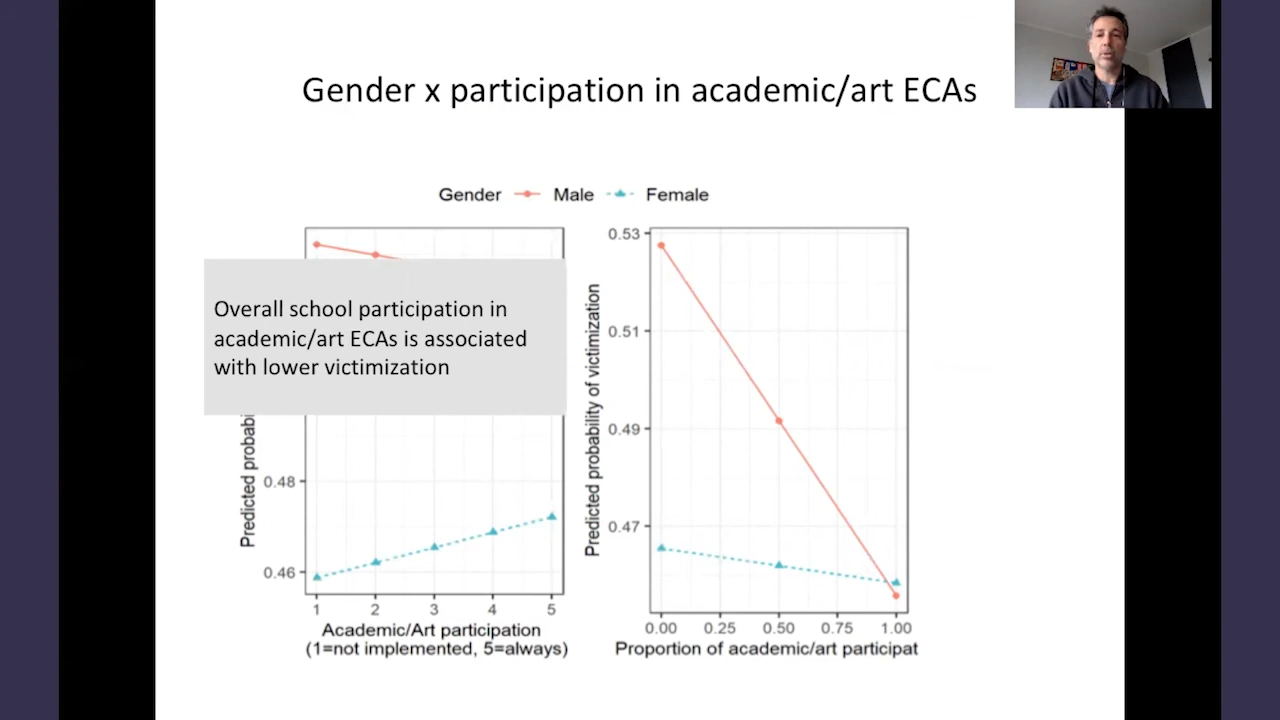 Gender x participation in academic/art ECAs
Gender Male Female
Overall school participation in
academic/art ECAs is associated
with lower victimization
0.48
0.46
1 2 3 4 5
Academic/Art participation
(1=not implemented, 5=always)
Predicted probability of victimization
0.53
0.51
0.49
0.47
0.00 0.25 0.50 0.75 1.00
Proportion of academic/art participat